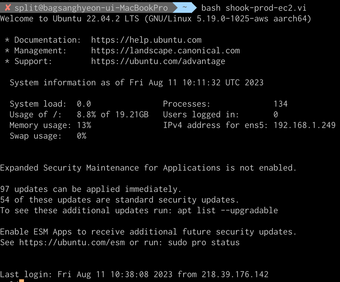 ✘ split@bagsanghyeon-ui-MacBookPro bash shook-prod-ec2.vi
Welcome to Ubuntu 22.04.2 LTS (GNU/Linux 5.19.0-1025-aws aarch64)
* Documentation: https://help.ubuntu.com
* Management: https://landscape.canonical.com
* Support: https://ubuntu.com/advantage
System information as of Fri Aug 11 10:11:32 UTC 2023
System load: 0.0 Processes: 134
Usage of /: 8.8% of 19.21GB Users logged in: 0
Memory usage: 13% IPv4 address for ens5: 192.168.1.249
Swap usage: 0%
Expanded Security Maintenance for Applications is not enabled.
97 updates can be applied immediately.
54 of these updates are standard security updates.
To see these additional updates run: apt list --upgradable
Enable ESM Apps to receive additional future security updates.
See https://ubuntu.com/esm or run: sudo pro status
Last login: Fri Aug 11 10:38:08 2023 from 218.39.176.142